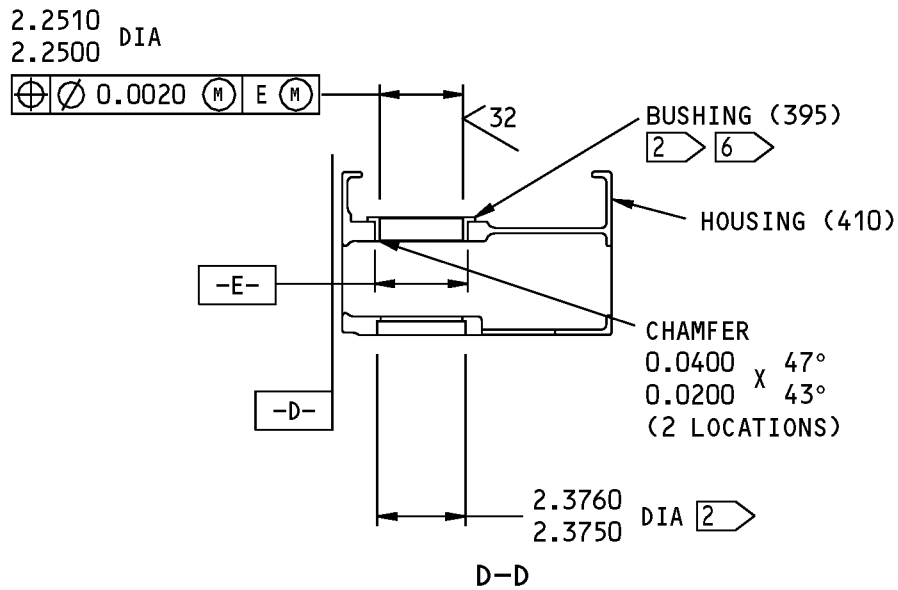 2.2510
2.2500 DIA
⌖ ⌀ 0.0020 Ⓜ E Ⓜ
32
BUSHING (395)
2 6
HOUSING (410)
-E-
CHAMFER
0.0400 X 47°
0.0200 43°
(2 LOCATIONS)
-D-
2.3760
2.3750 DIA 2
D-D